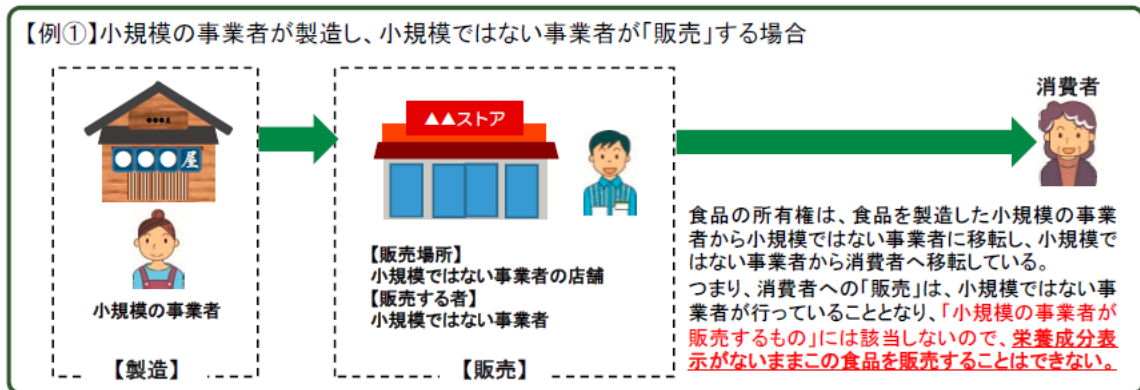 【例①】小規模の事業者が製造し、小規模ではない事業者が「販売」する場合
●●●屋
小規模の事業者
【製造】
▲▲ストア
【販売場所】
小規模ではない事業者の店舗
【販売する者】
小規模ではない事業者
【販売】
消費者
食品の所有権は、食品を製造した小規模の事業
者から小規模ではない事業者に移転し、小規模で
はない事業者から消費者へ移転している。
つまり、消費者への「販売」は、小規模ではない事
業者が行っていることとなり、「小規模の事業者が
販売するもの」には該当しないので、栄養成分表
示がないままこの食品を販売することはできない。